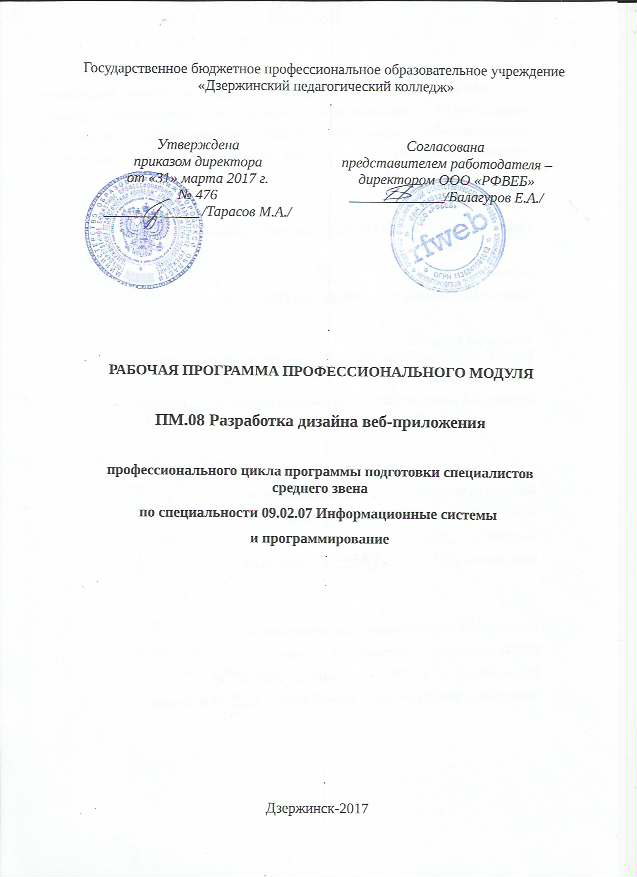 Государственное бюджетное профессиональное образовательное учреждение
«Дзержинский педагогический колледж»
Утверждена
приказом директора
от «31» марта 2017 г.
№ 476
/Тарасов М.А./
Согласована
представителем работодателя –
директором ООО «РФВЕБ»
/Балагуров Е.А./
rfweb
РАБОЧАЯ ПРОГРАММА ПРОФЕССИОНАЛЬНОГО МОДУЛЯ
ПМ.08 Разработка дизайна веб-приложения
профессионального цикла программы подготовки специалистов
среднего звена
по специальности 09.02.07 Информационные системы
и программирование
Дзержинск-2017